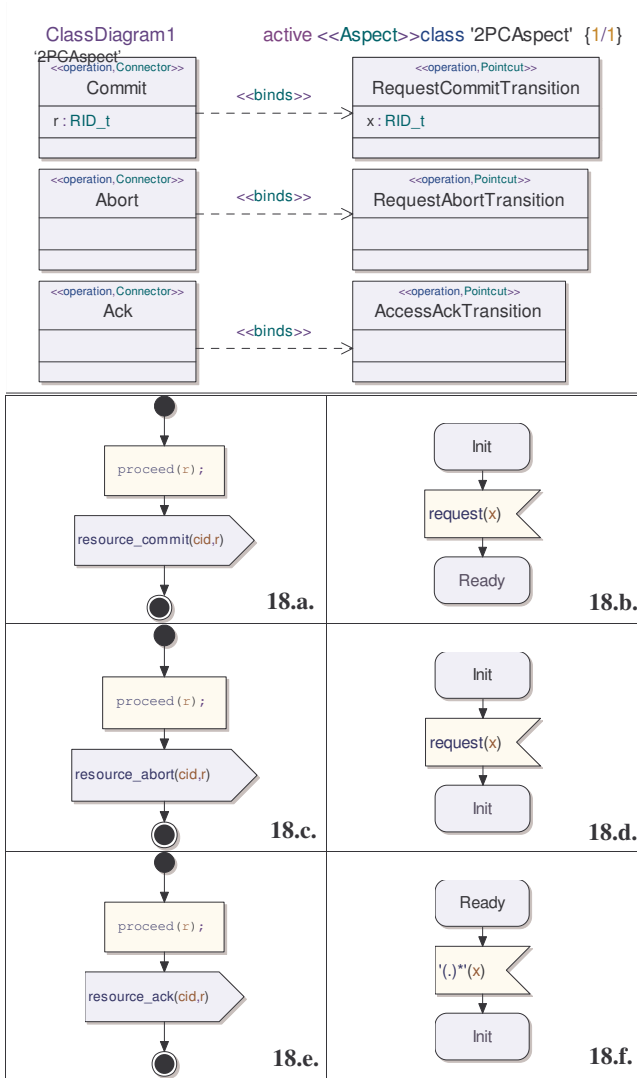 ClassDiagram1
active <<Aspect>>class '2PCAspect' {1/1}
‘2PCAspect’
<<operation,Connector>>
Commit
r : RID_t
<<binds>>
<<operation,Pointcut>>
RequestCommitTransition
x : RID_t
<<operation,Connector>>
Abort
<<binds>>
<<operation,Pointcut>>
RequestAbortTransition
<<operation,Connector>>
Ack
<<binds>>
<<operation,Pointcut>>
AccessAckTransition
proceed(r);
resource_commit(cid,r)
18.a.
Init
request(x)
Ready
18.b.
proceed(r);
resource_abort(cid,r)
18.c.
Init
request(x)
Init
18.d.
proceed(r);
resource_ack(cid,r)
18.e.
Ready
'(.)*'(x)
Init
18.f.